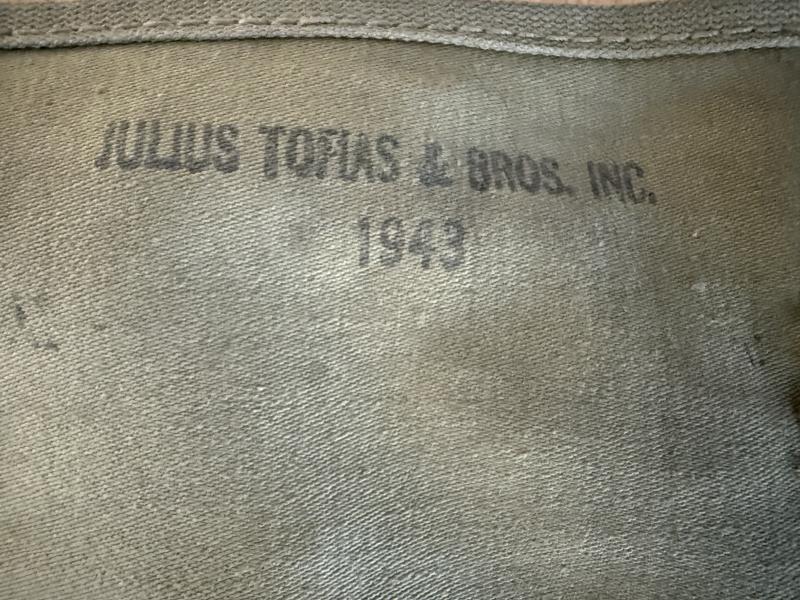 JULIUS TOFIAS & BROS. INC.
1943